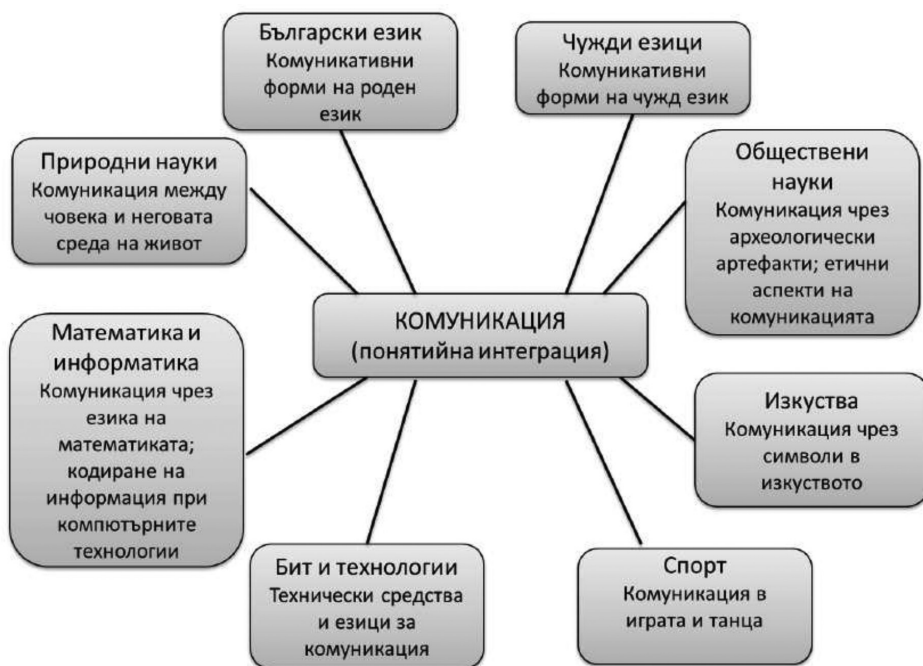 Български език
Комуникативни
форми на роден
език
Чужди езици
Комуникативни
форми на чужд език
Природни науки
Комуникация между
човека и неговата
среда на живот
Обществени
науки
Комуникация чрез
археологически
артефакти; етични
аспекти на
комуникацията
КОМУНИКАЦИЯ
(понятийна интеграция)
Математика и
информатика
Комуникация чрез
езика на
математиката;
кодиране на
информация при
компютърните
технологии
Изкуства
Комуникация чрез
символи в
изкуството
Бит и технологии
Технически средства
и езици за
комуникация
Спорт
Комуникация в
играта и танца